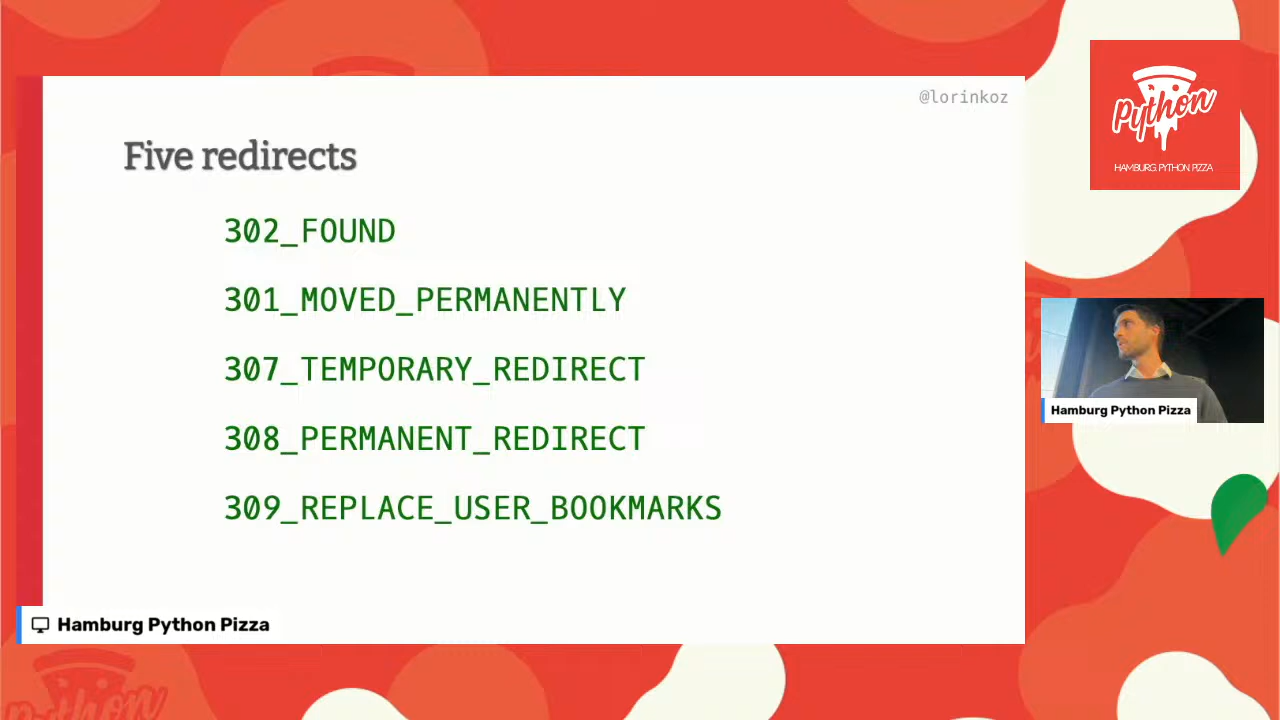 @lorinkoz
Five redirects
302_FOUND
301_MOVED_PERMANENTLY
307_TEMPORARY_REDIRECT
308_PERMANENT_REDIRECT
309_REPLACE_USER_BOOKMARKS
Hamburg Python Pizza
Python
HAMBURG PYTHON PIZZA
Hamburg Python Pizza